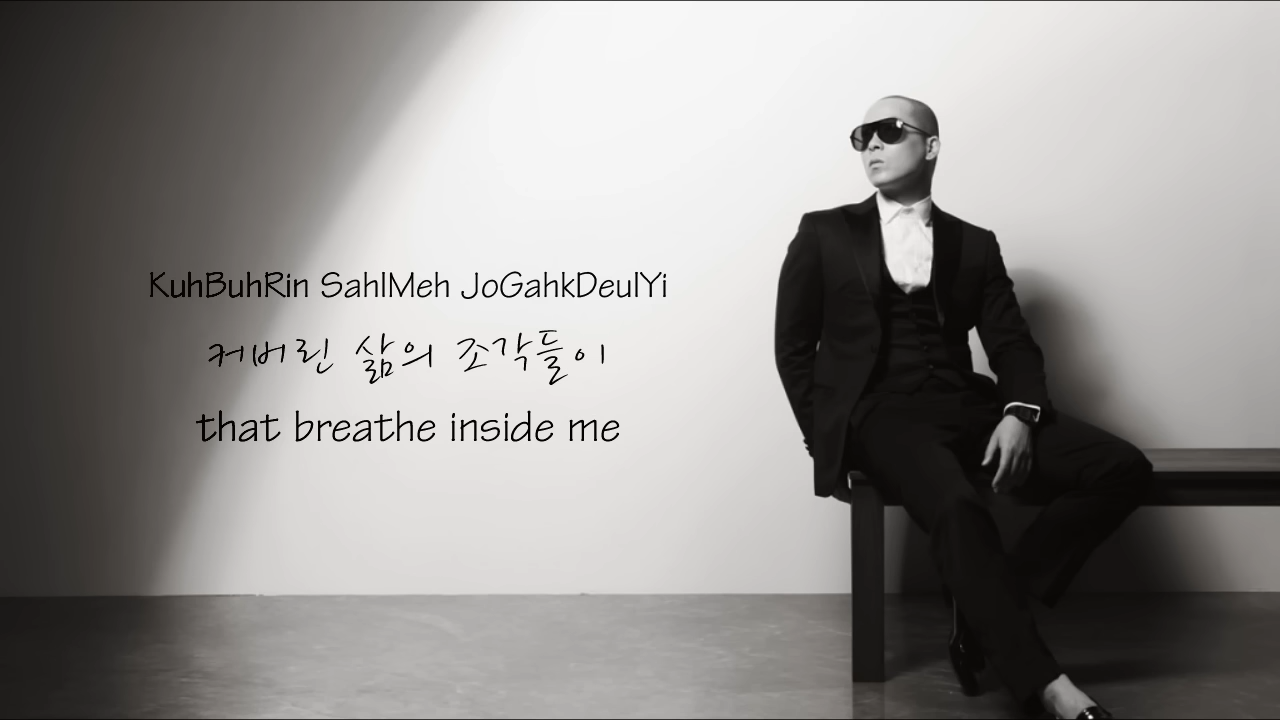 KuhBuhRin SahlMeh JoGahkDeulYi
커버린 삶의 조각들이
that breathe inside me